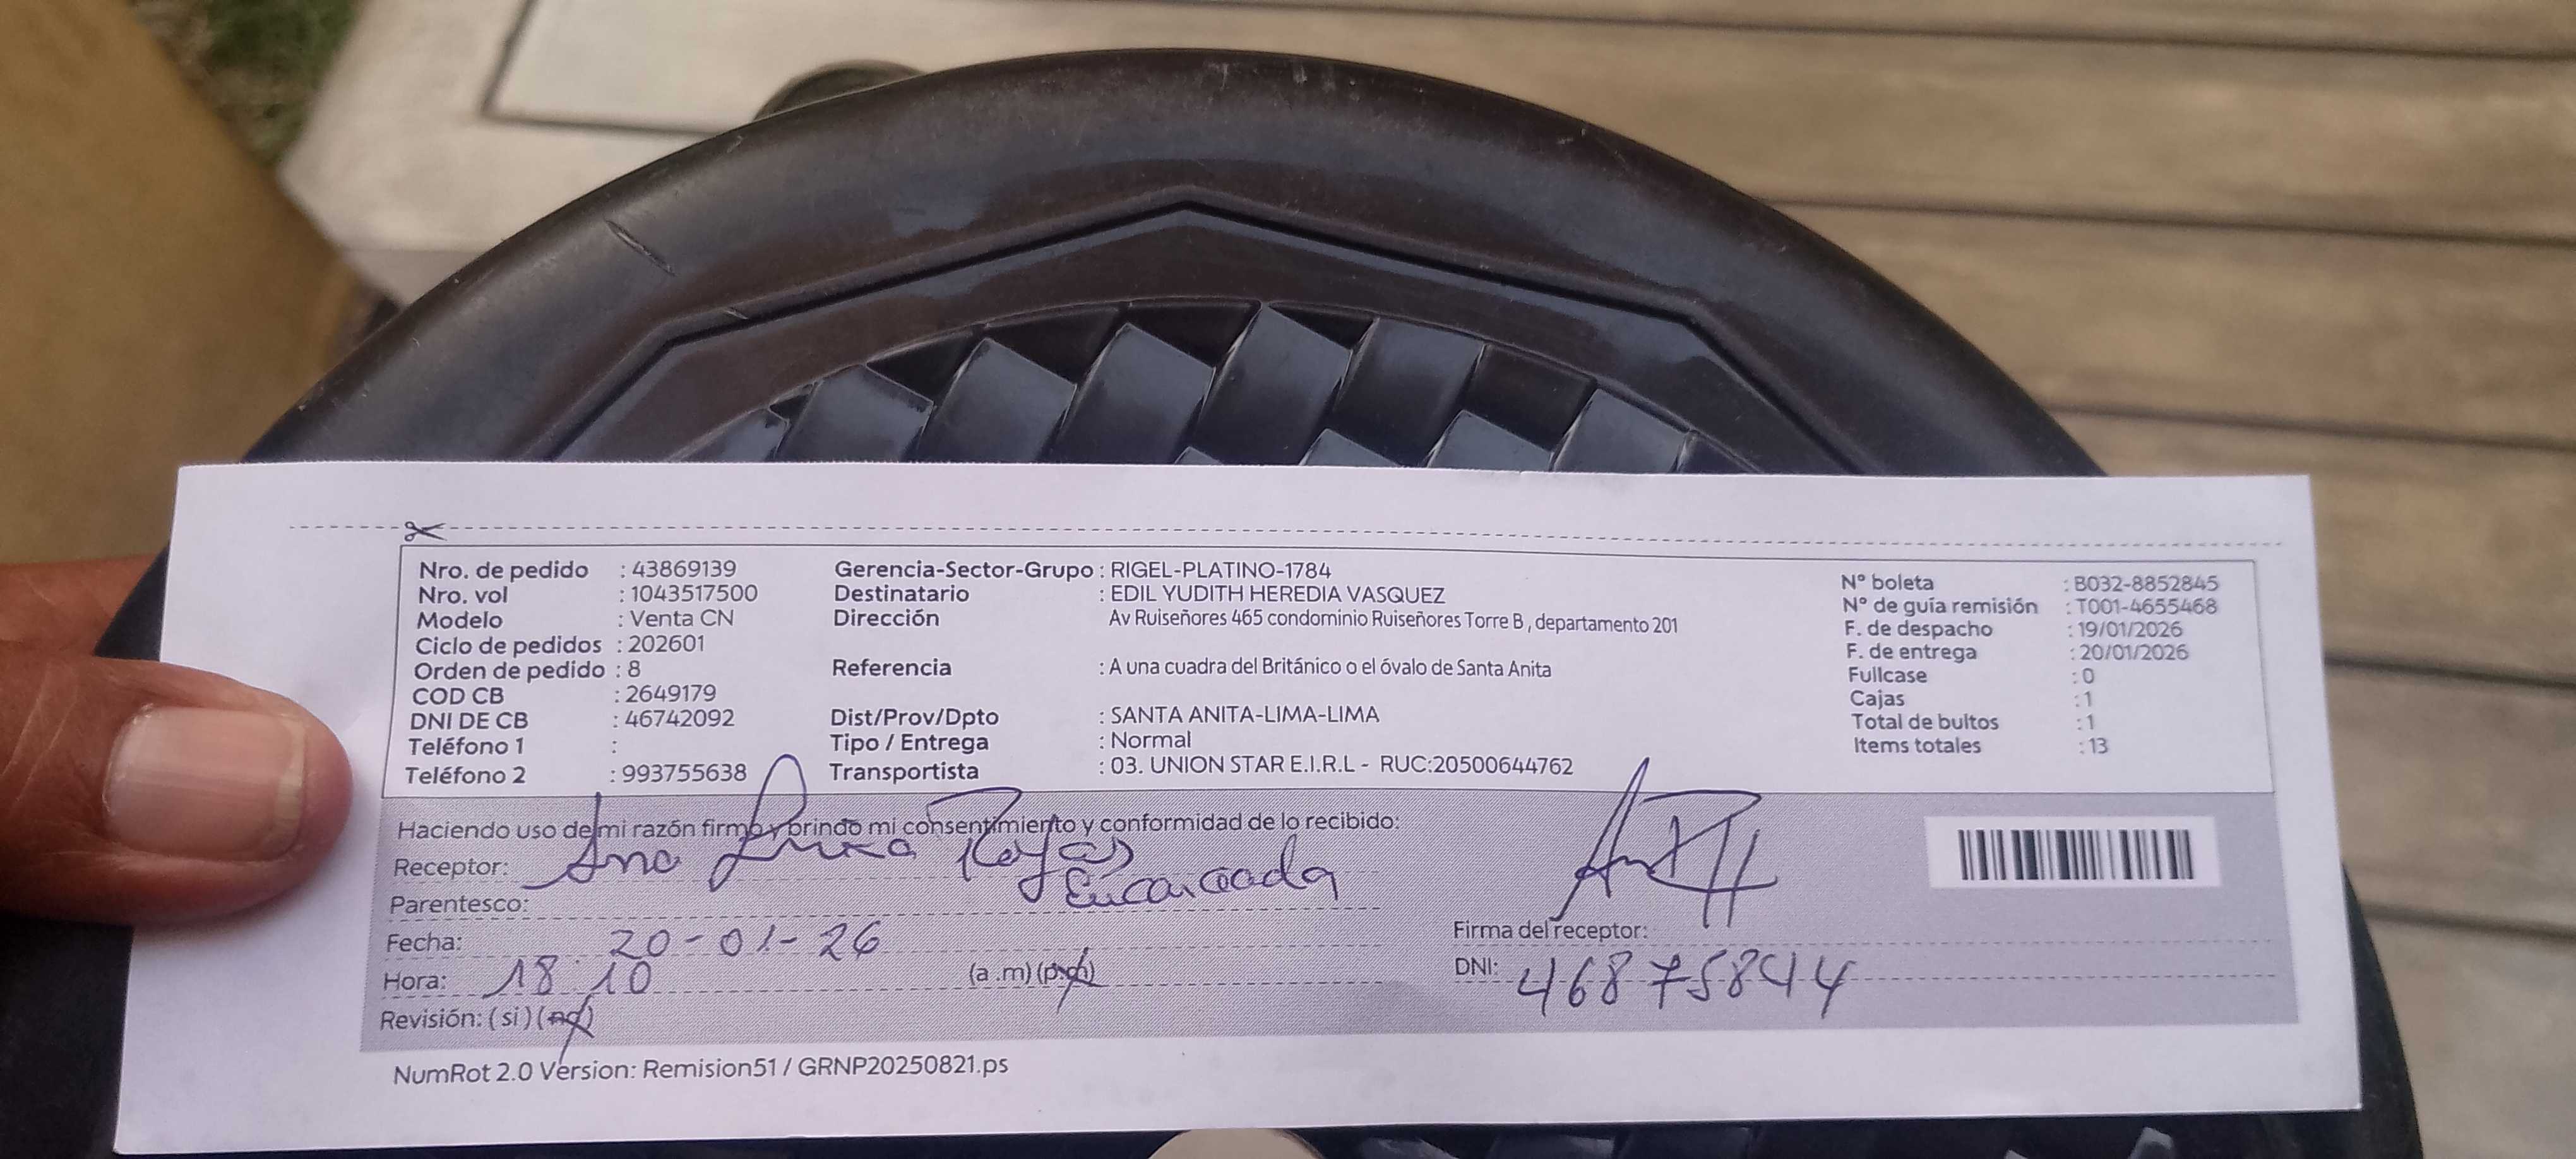 Nro. de pedido : 43869139
Nro. vol : 1043517500
Modelo : Venta CN
Ciclo de pedidos : 202601
Orden de pedido : 8
COD CB : 2649179
DNI DE CB : 46742092
Teléfono 1 :
Teléfono 2 : 993755638
Gerencia-Sector-Grupo : RIGEL-PLATINO-1784
Destinatario : EDIL YUDITH HEREDIA VASQUEZ
Dirección Av Ruiseñores 465 condominio Ruiseñores Torre B , departamento 201
Referencia : A una cuadra del Británico o el óvalo de Santa Anita
Dist/Prov/Dpto : SANTA ANITA-LIMA-LIMA
Tipo / Entrega : Normal
Transportista : 03. UNION STAR E.I.R.L - RUC:20500644762
N° boleta : B032-8852845
N° de guía remisión : T001-4655468
F. de despacho : 19/01/2026
F. de entrega : 20/01/2026
Fullcase : 0
Cajas : 1
Total de bultos : 1
Items totales : 13
Haciendo uso de mi razón firmo y brindo mi consentimiento y conformidad de lo recibido:
Receptor: Ana Luisa Rojas
Encargada
Parentesco:
Fecha: 20-01-26
Hora: 18:10 (a .m) (p.m)
Revisión: ( si ) (no)
Firma del receptor:
DNI: 46875844
NumRot 2.0 Version: Remision51 / GRNP20250821.ps